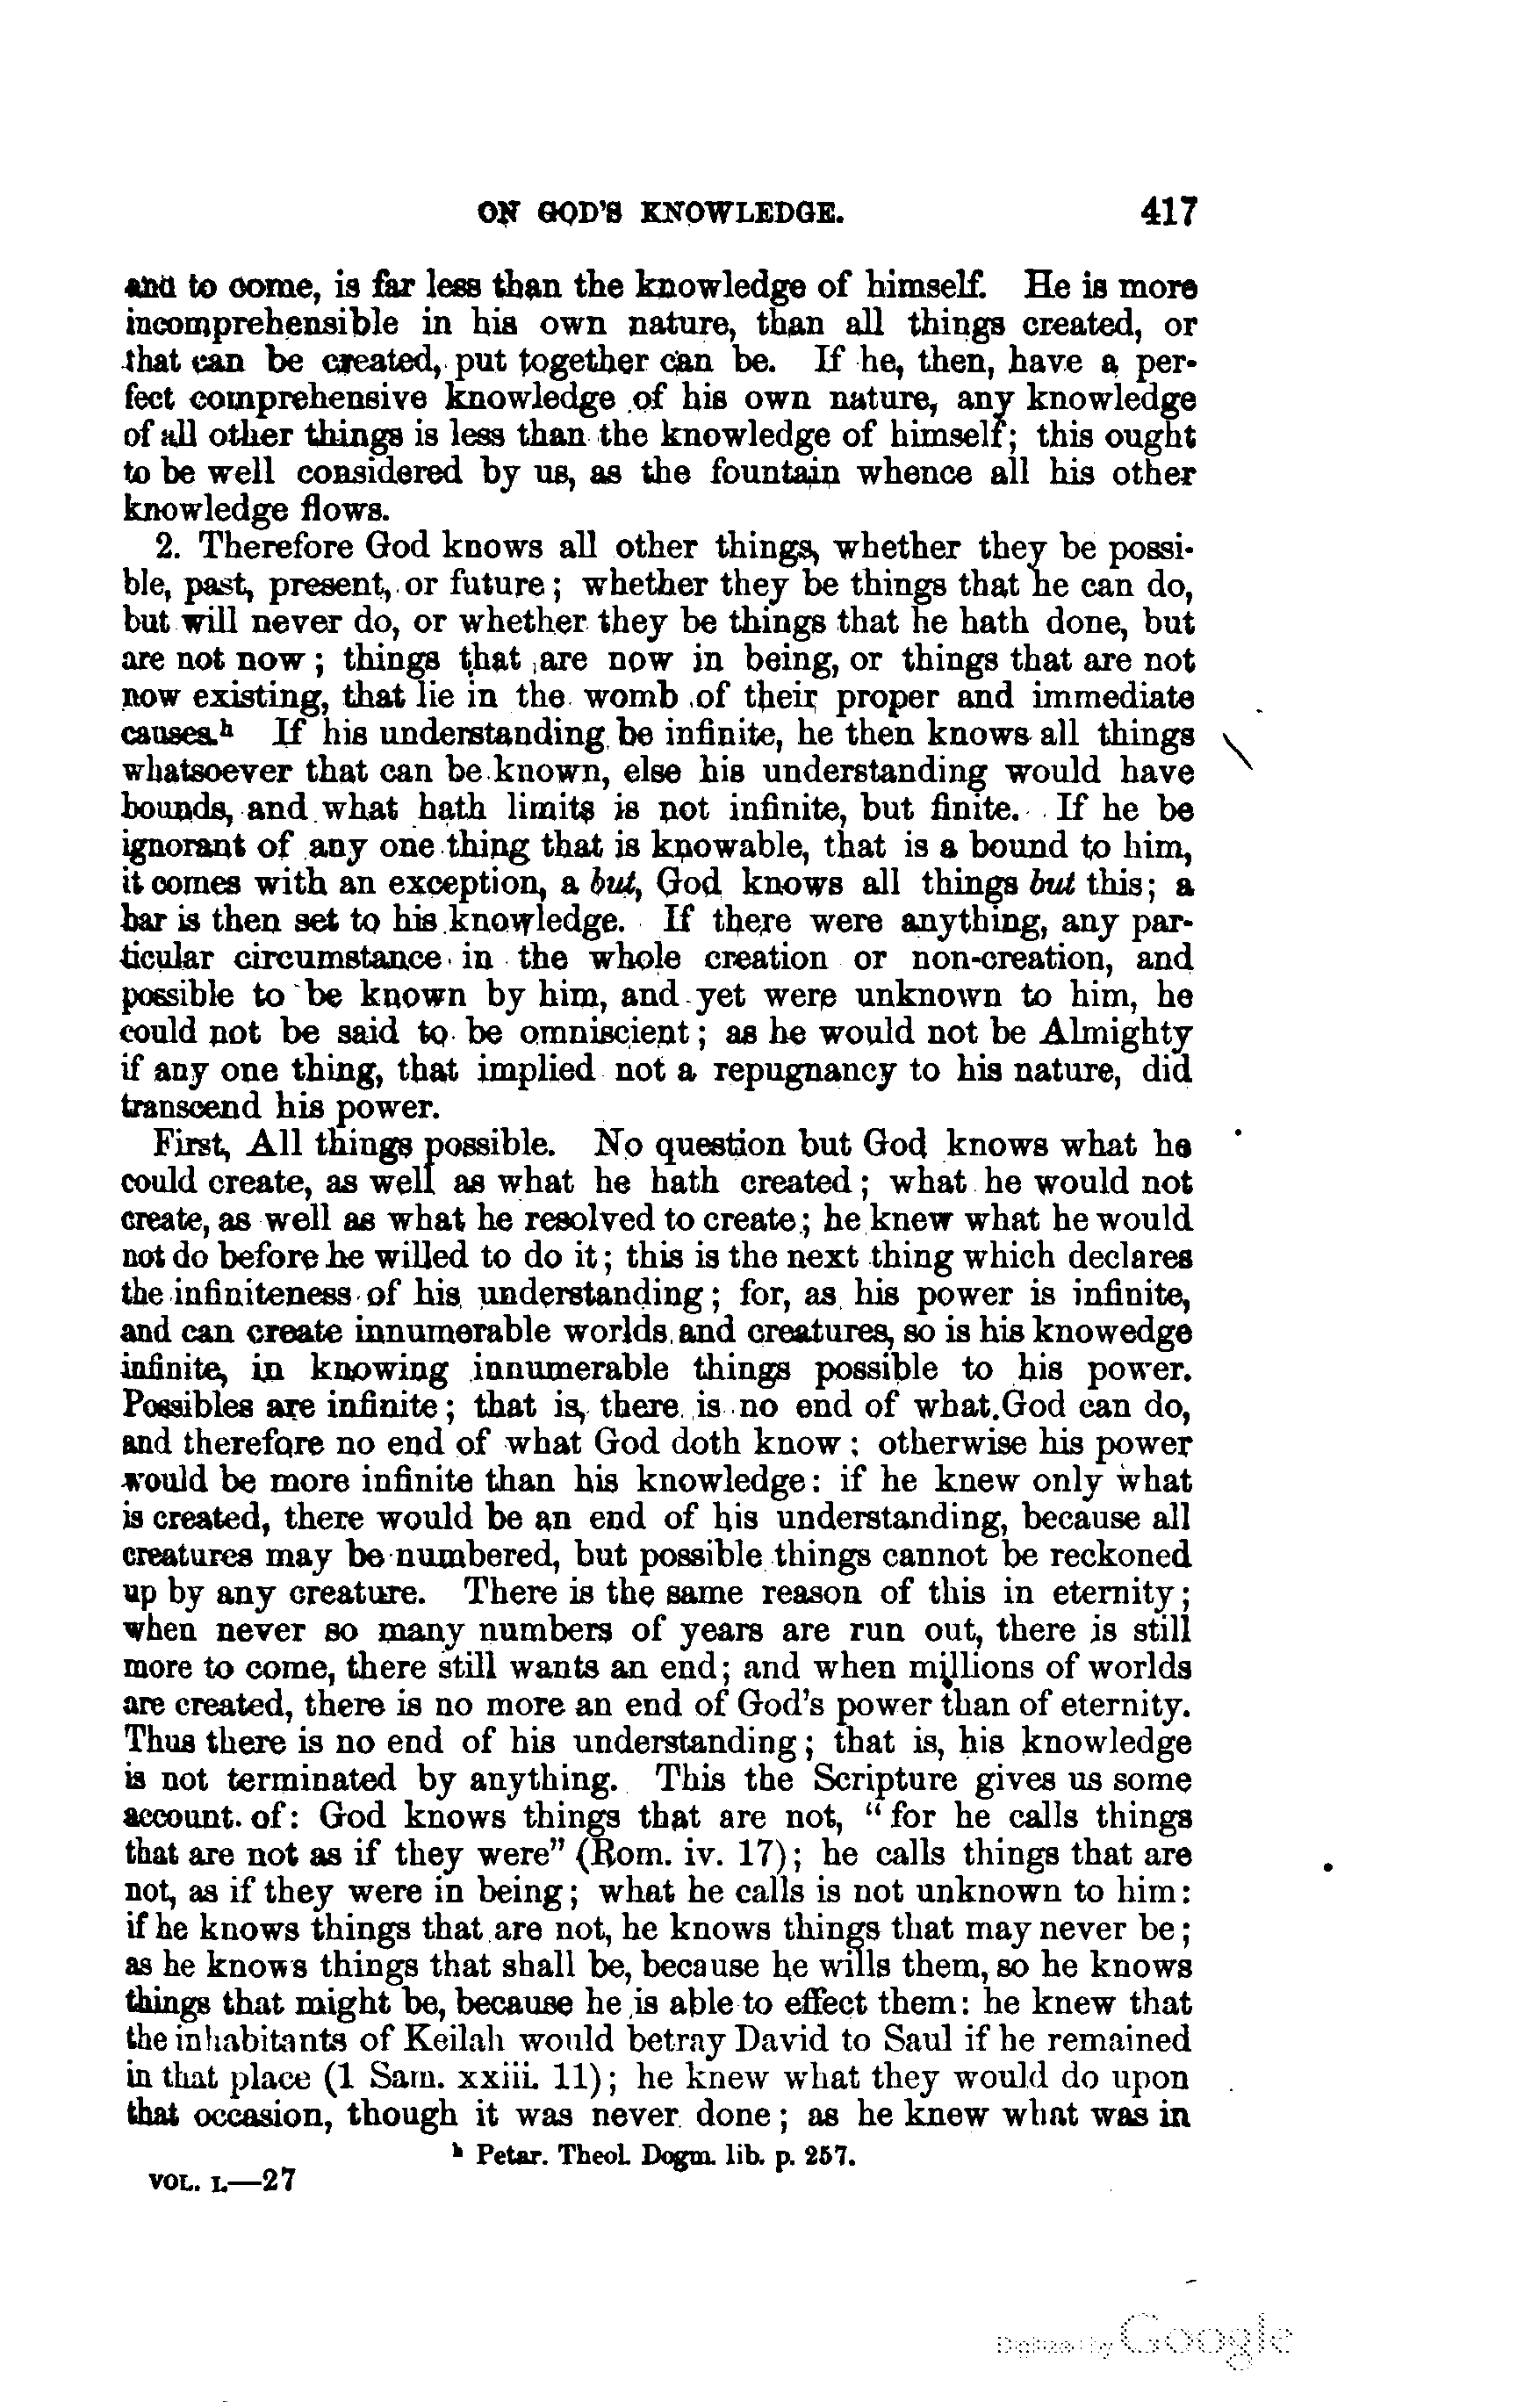 ON GOD'S KNOWLEDGE. 417
and to come, is far less than the knowledge of himself. He is more
incomprehensible in his own nature, than all things created, or
that can be created, put together can be. If he, then, have a per-
fect comprehensive knowledge of his own nature, any knowledge
of all other things is less than the knowledge of himself; this ought
to be well considered by us, as the fountain whence all his other
knowledge flows.
2. Therefore God knows all other things, whether they be possi-
ble, past, present, or future; whether they be things that he can do,
but will never do, or whether they be things that he hath done, but
are not now; things that are now in being, or things that are not
now existing, that lie in the womb of their proper and immediate
causes.h If his understanding be infinite, he then knows all things
whatsoever that can be known, else his understanding would have
bounds, and what hath limits is not infinite, but finite. If he be
ignorant of any one thing that is knowable, that is a bound to him,
it comes with an exception, a but, God knows all things but this; a
bar is then set to his knowledge. If there were anything, any par-
ticular circumstance in the whole creation or non-creation, and
possible to be known by him, and yet were unknown to him, he
could not be said to be omniscient; as he would not be Almighty
if any one thing, that implied not a repugnancy to his nature, did
transcend his power.
First, All things possible. No question but God knows what he
could create, as well as what he hath created; what he would not
create, as well as what he resolved to create; he knew what he would
not do before he willed to do it; this is the next thing which declares
the infiniteness of his understanding; for, as his power is infinite,
and can create innumerable worlds and creatures, so is his knowedge
infinite, in knowing innumerable things possible to his power.
Possibles are infinite; that is, there is no end of what God can do,
and therefore no end of what God doth know; otherwise his power
would be more infinite than his knowledge: if he knew only what
is created, there would be an end of his understanding, because all
creatures may be numbered, but possible things cannot be reckoned
up by any creature. There is the same reason of this in eternity;
when never so many numbers of years are run out, there is still
more to come, there still wants an end; and when millions of worlds
are created, there is no more an end of God's power than of eternity.
Thus there is no end of his understanding; that is, his knowledge
is not terminated by anything. This the Scripture gives us some
account of: God knows things that are not, "for he calls things
that are not as if they were" (Rom. iv. 17); he calls things that are
not, as if they were in being; what he calls is not unknown to him:
if he knows things that are not, he knows things that may never be;
as he knows things that shall be, because he wills them, so he knows
things that might be, because he is able to effect them: he knew that
the inhabitants of Keilah would betray David to Saul if he remained
in that place (1 Sam. xxiii. 11); he knew what they would do upon
that occasion, though it was never done; as he knew what was in
h Petar. Theol. Dogm. lib. p. 257.
VOL. I.—27
Digitized by Google